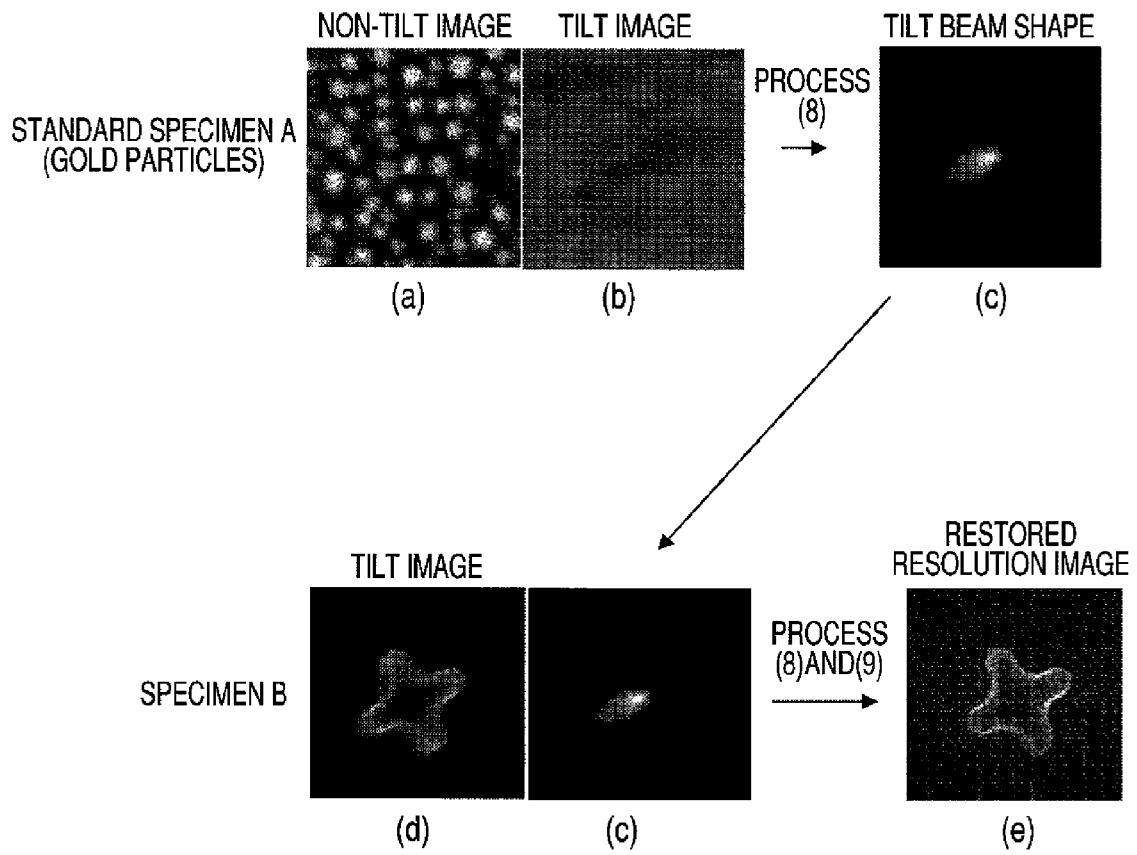 NON-TILT IMAGE
TILT IMAGE
TILT BEAM SHAPE
STANDARD SPECIMEN A
(GOLD PARTICLES)
PROCESS
(8)
(a)
(b)
(c)
TILT IMAGE
RESTORED
RESOLUTION IMAGE
SPECIMEN B
PROCESS
(8)AND(9)
(d)
(c)
(e)